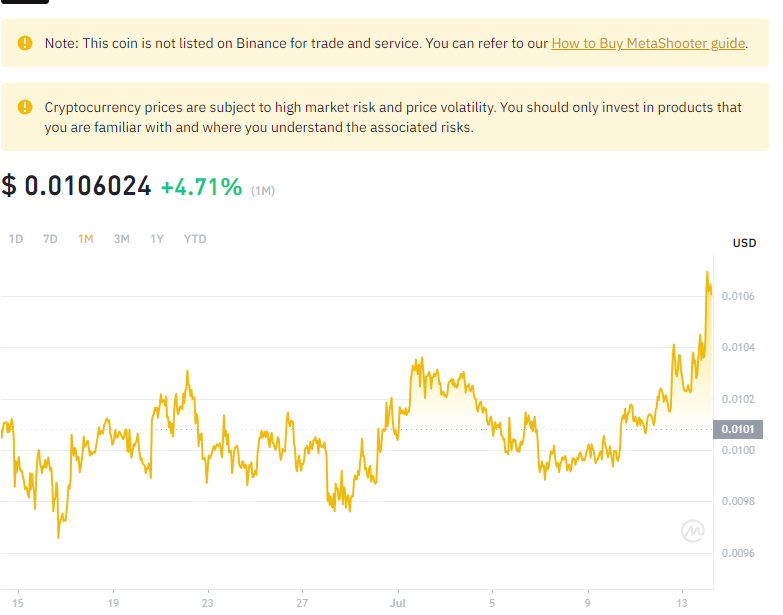 Note: This coin is not listed on Binance for trade and service. You can refer to our How to Buy MetaShooter guide.
Cryptocurrency prices are subject to high market risk and price volatility. You should only invest in products that
you are familiar with and where you understand the associated risks.
$ 0.0106024 +4.71% (1M)
1D 7D 1M 3M 1Y YTD
USD
0.0106
0.0104
0.0102
0.0101
0.0100
0.0098
0.0096
15 19 23 27 Jul 5 9 13